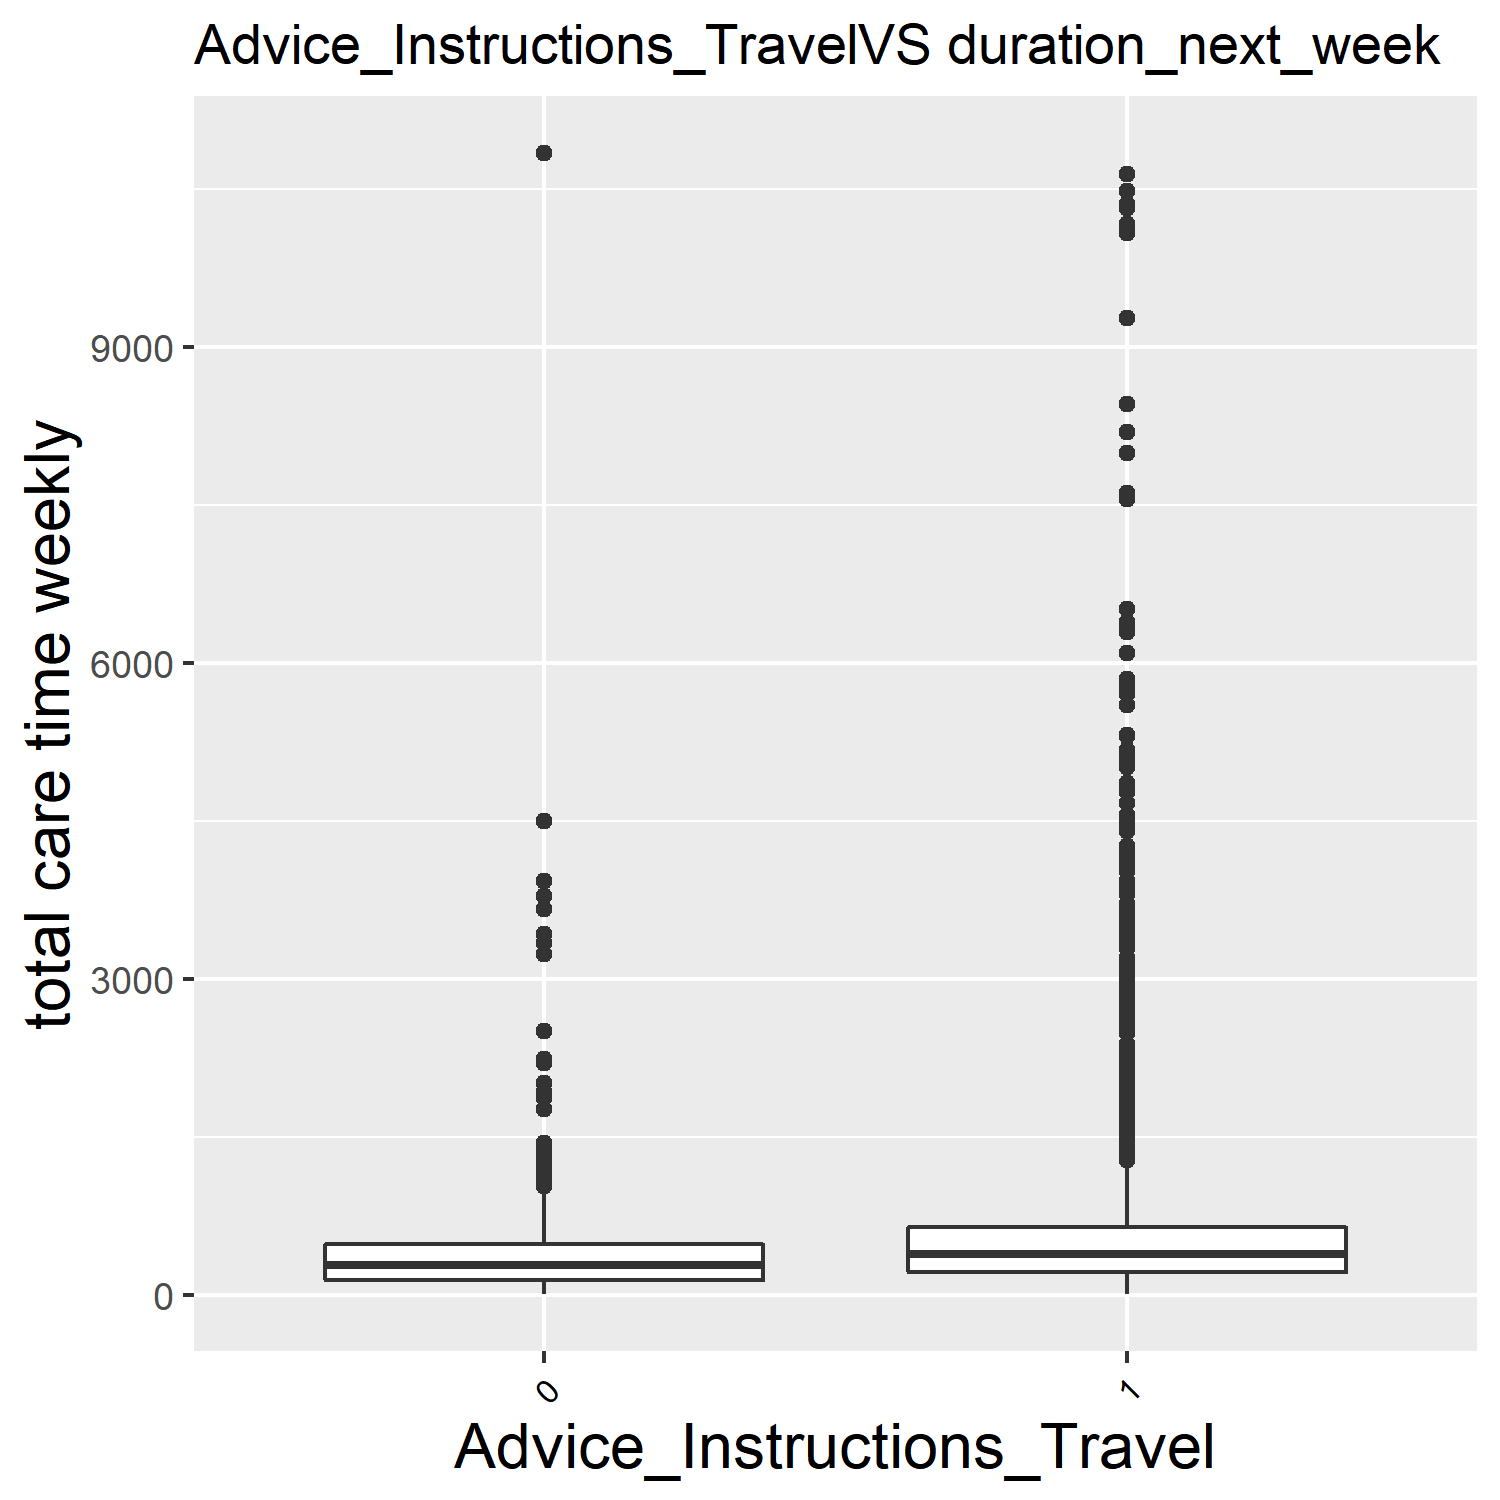 Advice_Instructions_TravelVS duration_next_week
total care time weekly
9000
6000
3000
0
0
1
Advice_Instructions_Travel